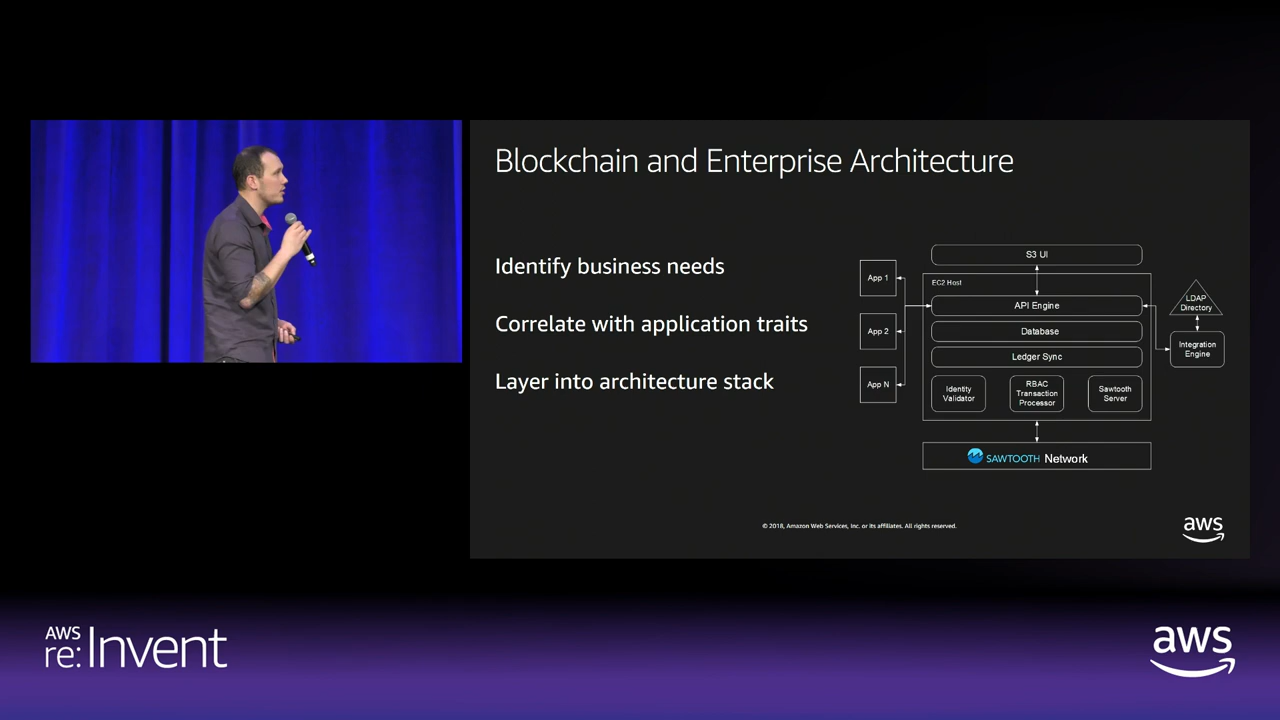 Blockchain and Enterprise Architecture
Identify business needs
Correlate with application traits
Layer into architecture stack
S3 UI
App 1
App 2
App N
EC2 Host
API Engine
Database
Ledger Sync
Identity
Validator
RBAC
Transaction
Processor
Sawtooth
Server
LDAP
Directory
Integration
Engine
SAWTOOTH Network
© 2018, Amazon Web Services, Inc. or its affiliates. All rights reserved.
aws
AWS
re:Invent
aws